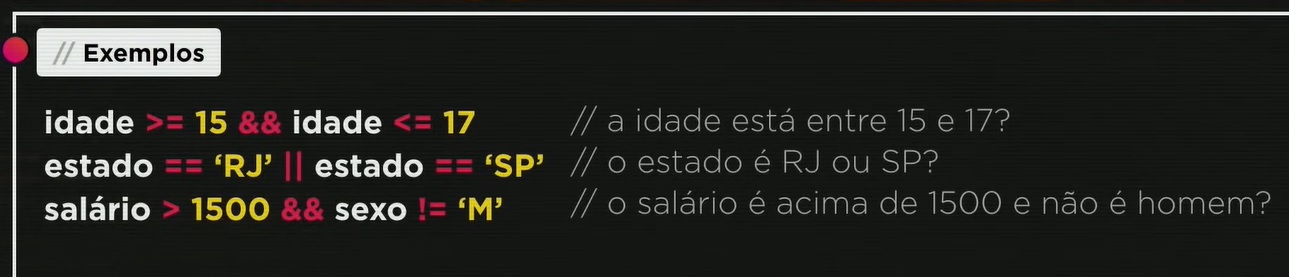 // Exemplos
idade >= 15 && idade <= 17 // a idade está entre 15 e 17?
estado == ‘RJ’ || estado == ‘SP’ // o estado é RJ ou SP?
salário > 1500 && sexo != ‘M’ // o salário é acima de 1500 e não é homem?